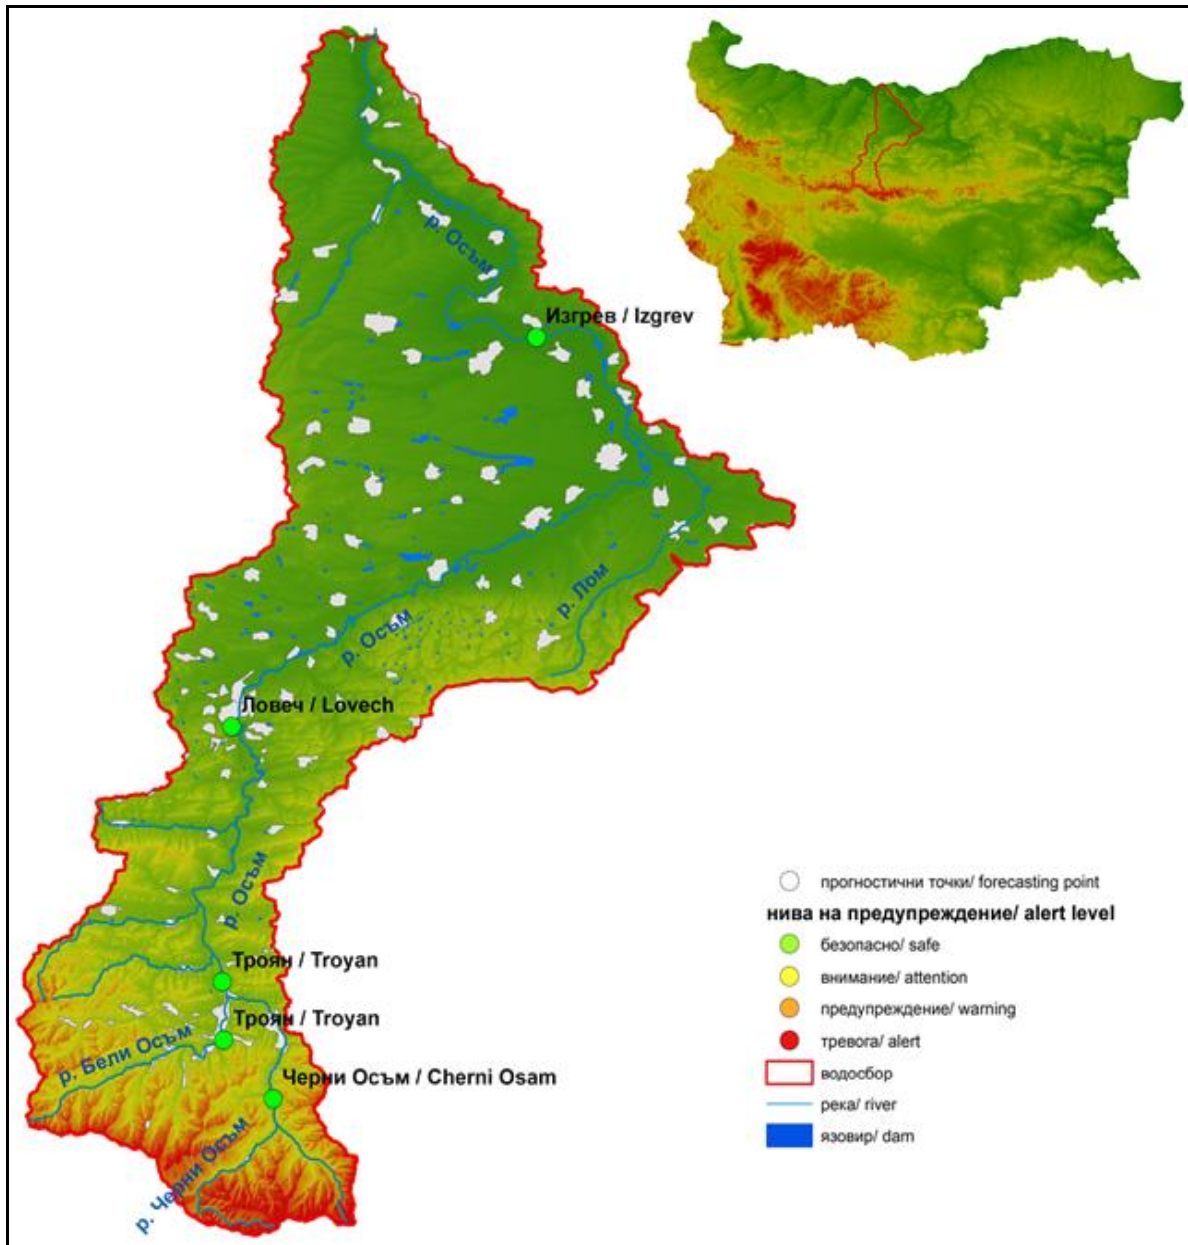 р. Осъм
Изгрев / Izgrev
р. Лом
р. Осъм
Ловеч / Lovech
р. Осъм
Троян / Troyan
Троян / Troyan
р. Бели Осъм
Черни Осъм / Cherni Osam
р. Черни Осъм
прогностични точки/ forecasting point
нива на предупреждение/ alert level
безопасно/ safe
внимание/ attention
предупреждение/ warning
тревога/ alert
водосбор
река/ river
язовир/ dam